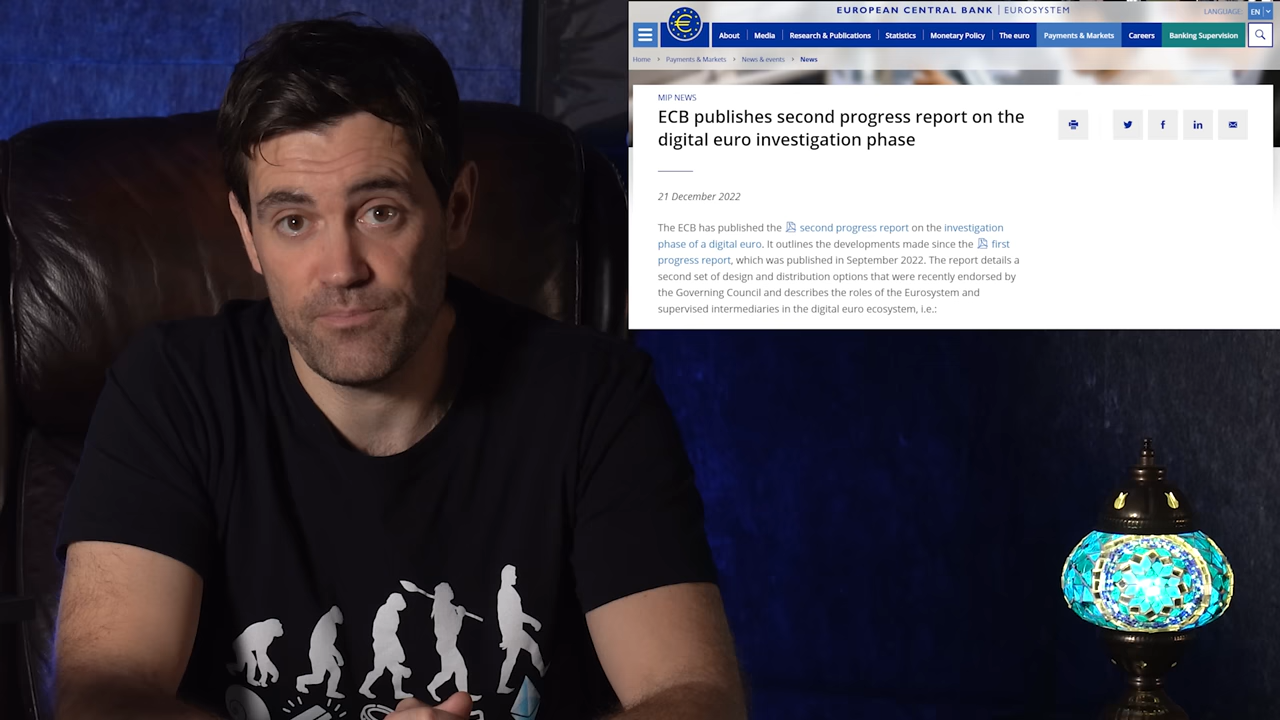 EUROPEAN CENTRAL BANK | EUROSYSTEM
LANGUAGE: EN
About Media Research & Publications Statistics Monetary Policy The euro Payments & Markets Careers Banking Supervision
Home > Payments & Markets > News & events > News
MIP NEWS
ECB publishes second progress report on the
digital euro investigation phase
21 December 2022
The ECB has published the second progress report on the investigation
phase of a digital euro. It outlines the developments made since the first
progress report, which was published in September 2022. The report details a
second set of design and distribution options that were recently endorsed by
the Governing Council and describes the roles of the Eurosystem and
supervised intermediaries in the digital euro ecosystem, i.e.: